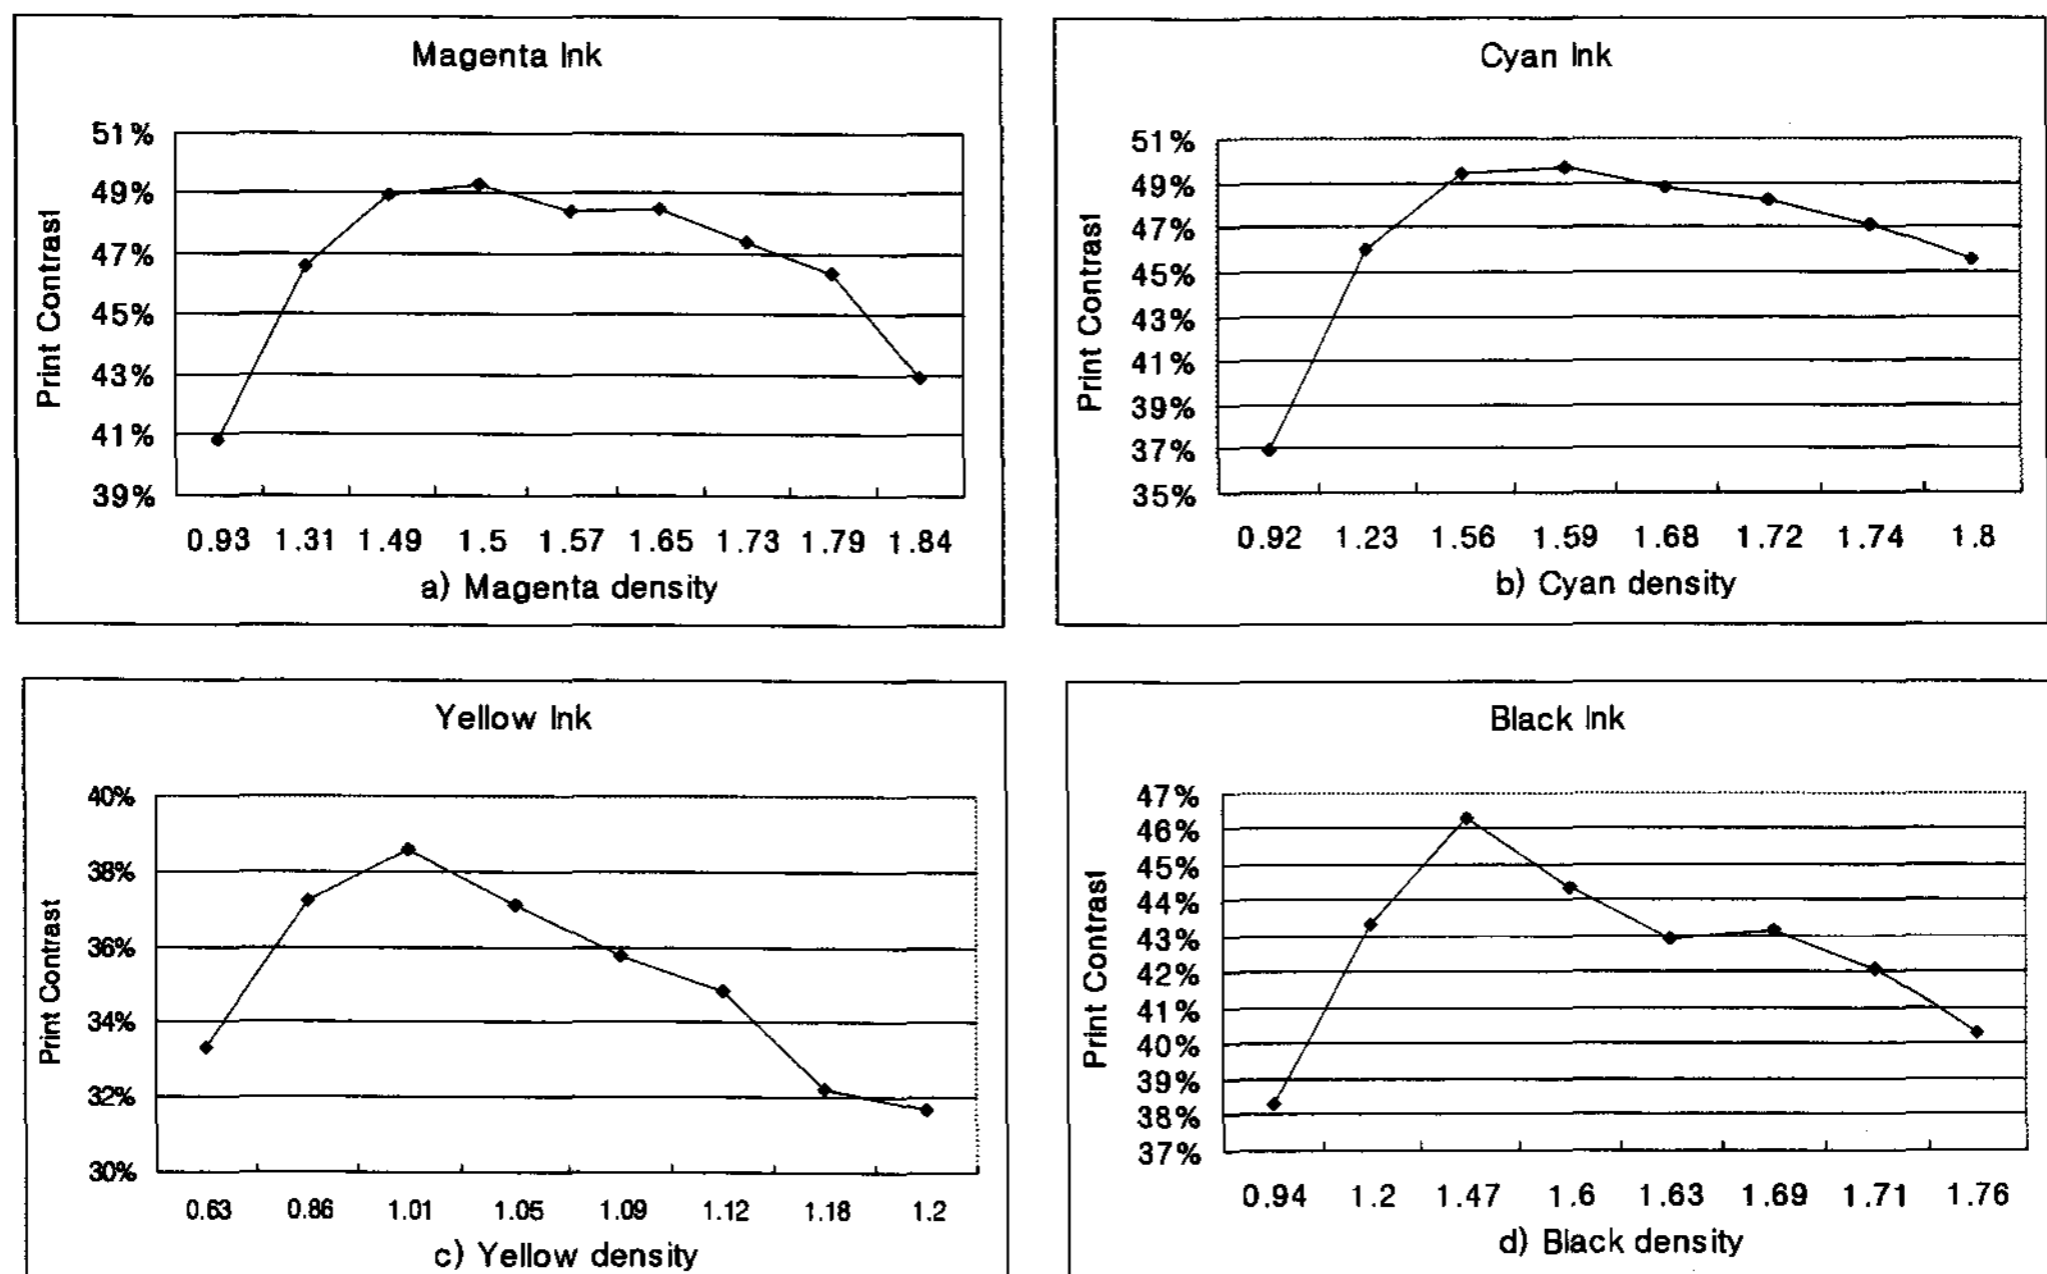 Magenta Ink
51%
49%
47%
45%
43%
41%
39%
Print Contrast
0.93 1.31 1.49 1.5 1.57 1.65 1.73 1.79 1.84
a) Magenta density
Cyan Ink
51%
49%
47%
45%
43%
41%
39%
37%
35%
Print Contrast
0.92 1.23 1.56 1.59 1.68 1.72 1.74 1.8
b) Cyan density
Yellow Ink
40%
38%
36%
34%
32%
30%
Print Contrast
0.63 0.86 1.01 1.05 1.09 1.12 1.18 1.2
c) Yellow density
Black Ink
47%
46%
45%
44%
43%
42%
41%
40%
39%
38%
37%
Print Contrast
0.94 1.2 1.47 1.6 1.63 1.69 1.71 1.76
d) Black density